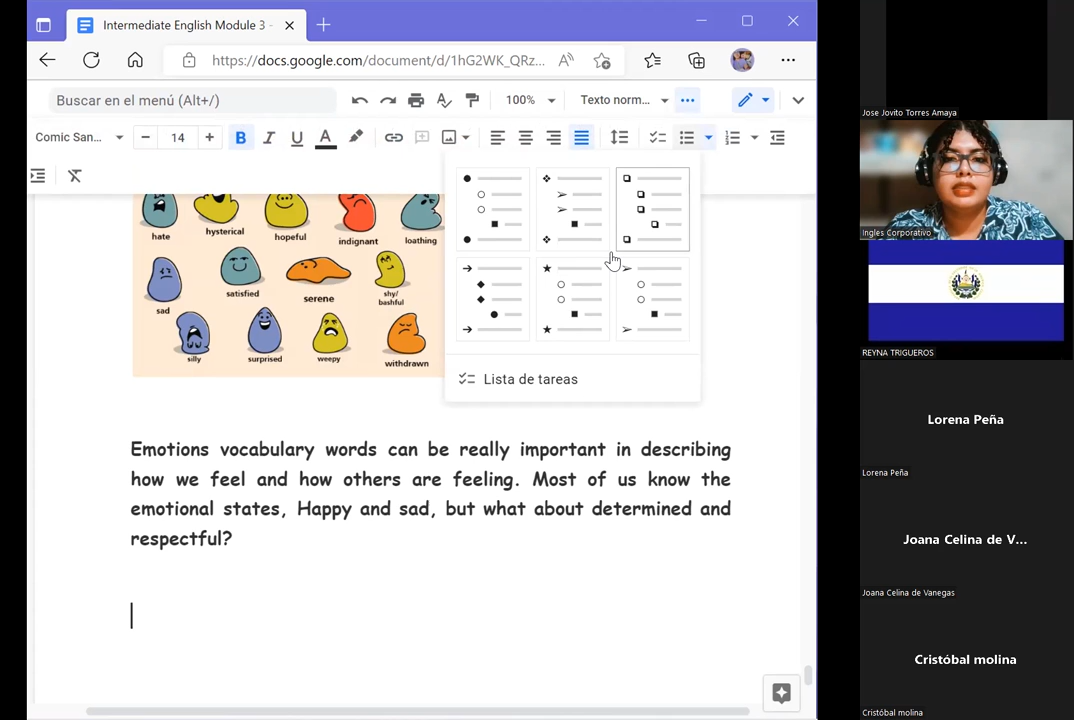 Intermediate English Module 3 -
https://docs.google.com/document/d/1hG2WK_QRz...
Buscar en el menú (Alt+/)
100%
Texto norm...
Comic San...
14
B
I
U
A
hate
hysterical
hopeful
indignant
loathing
sad
satisfied
serene
shy/
bashful
silly
surprised
weepy
withdrawn
Lista de tareas
Emotions vocabulary words can be really important in describing
how we feel and how others are feeling. Most of us know the
emotional states, Happy and sad, but what about determined and
respectful?
Jose Jovito Torres Amaya
Ingles Corporativo
REYNA TRIGUEROS
Lorena Peña
Lorena Peña
Joana Celina de V...
Joana Celina de Vanegas
Cristóbal molina
Cristóbal molina